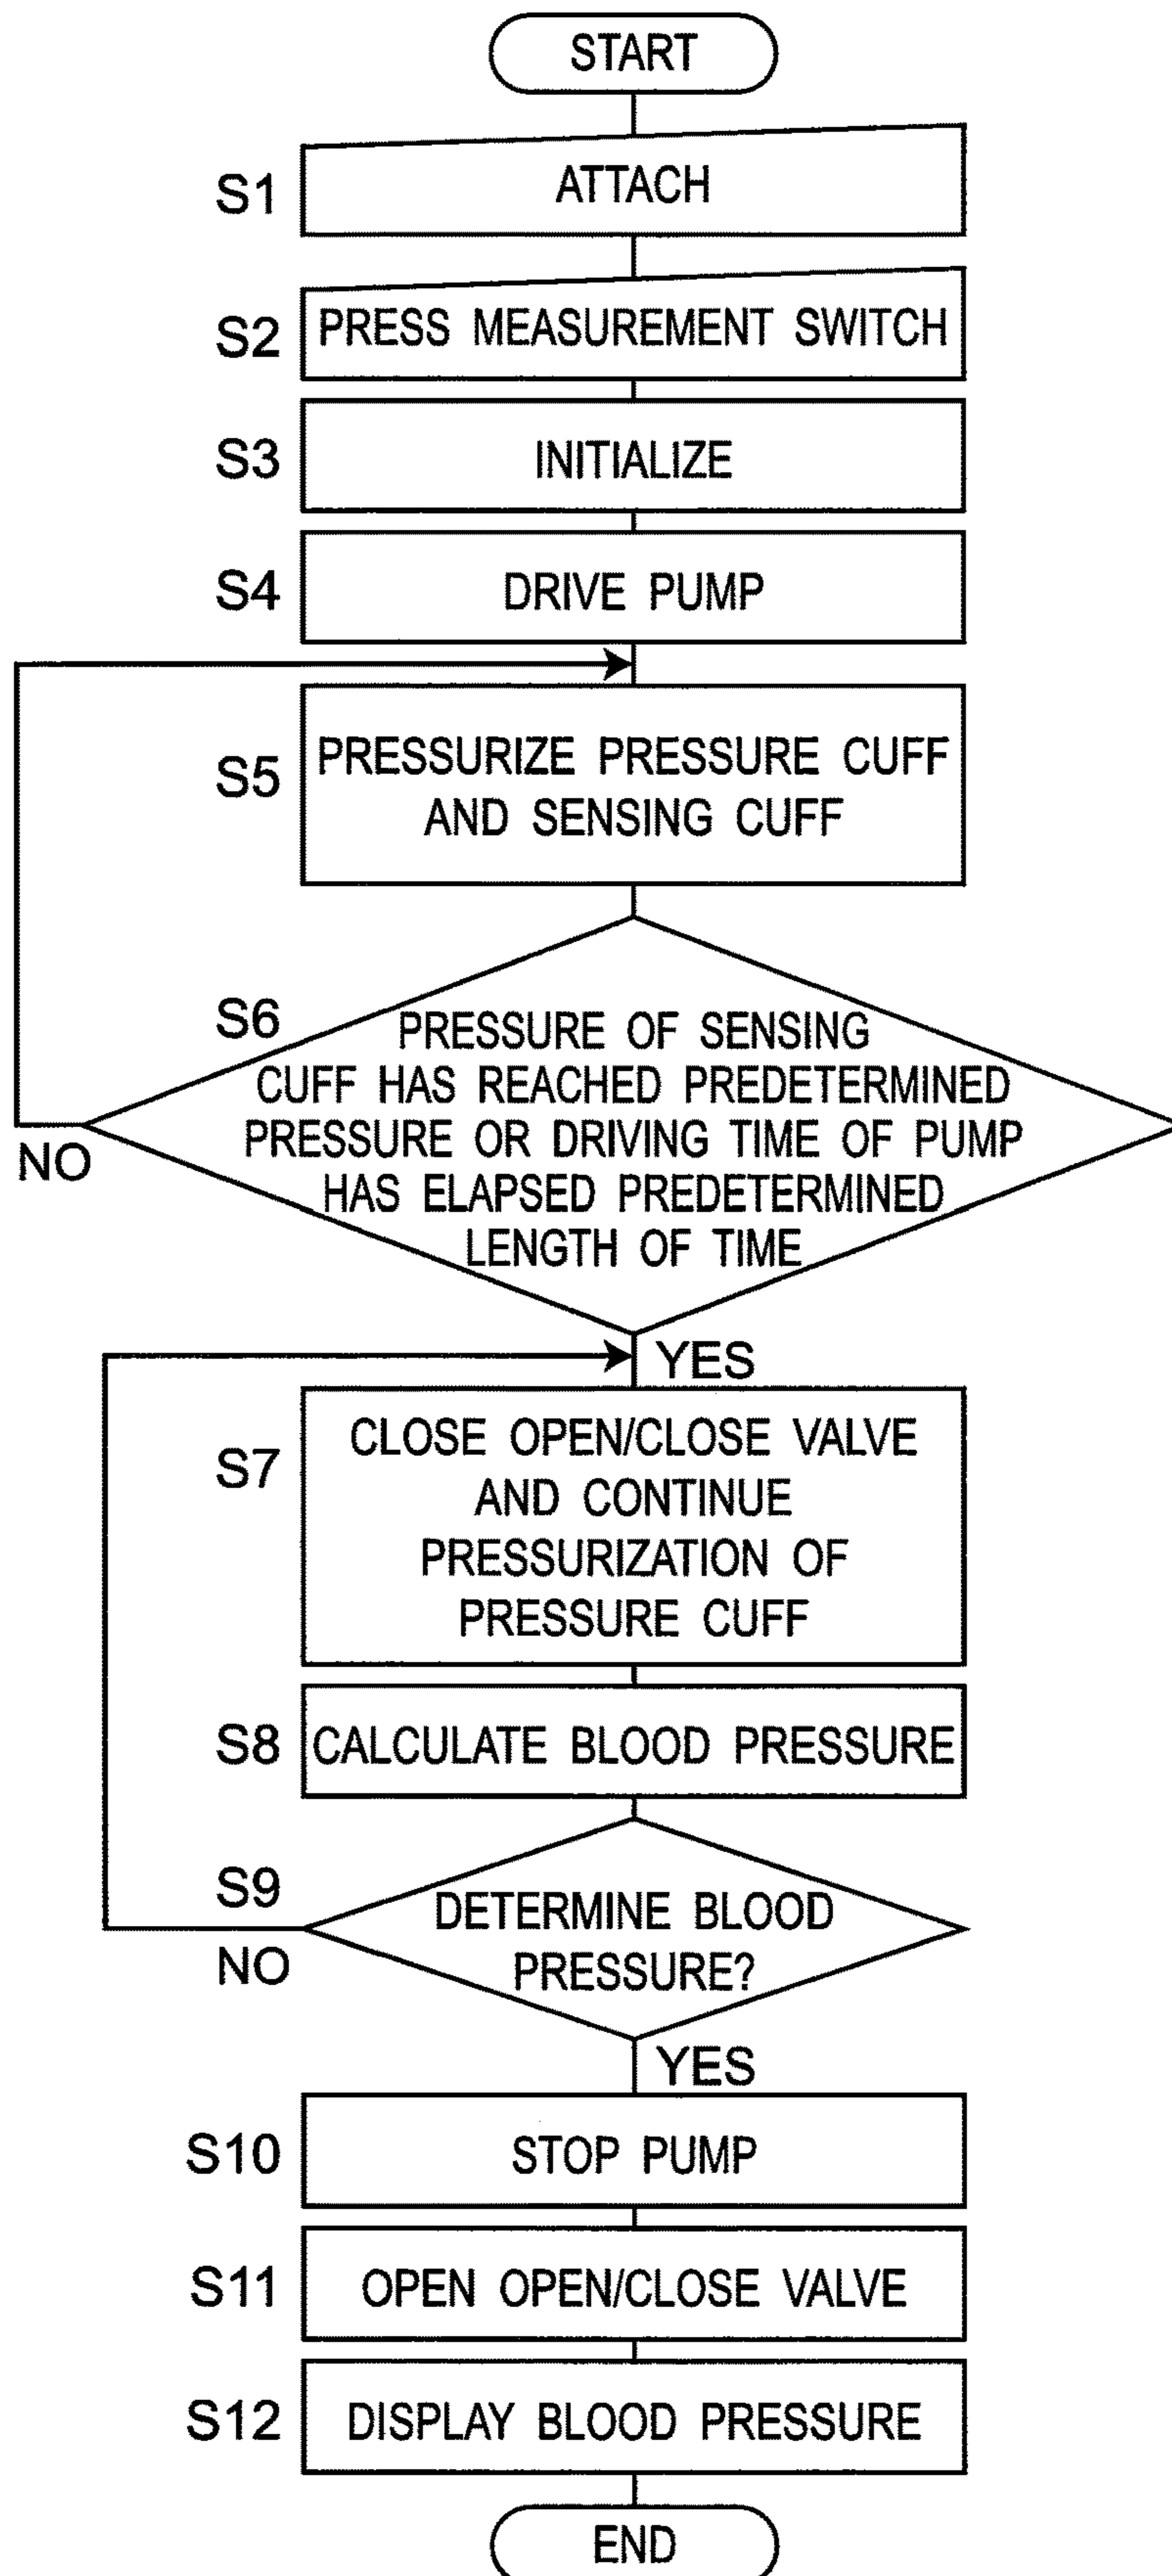 START
S1
ATTACH
S2
PRESS MEASUREMENT SWITCH
S3
INITIALIZE
S4
DRIVE PUMP
S5
PRESSURIZE PRESSURE CUFF
AND SENSING CUFF
S6
PRESSURE OF SENSING
CUFF HAS REACHED PREDETERMINED
PRESSURE OR DRIVING TIME OF PUMP
HAS ELAPSED PREDETERMINED
LENGTH OF TIME
NO
YES
S7
CLOSE OPEN/CLOSE VALVE
AND CONTINUE
PRESSURIZATION OF
PRESSURE CUFF
S8
CALCULATE BLOOD PRESSURE
S9
DETERMINE BLOOD
PRESSURE?
NO
YES
S10
STOP PUMP
S11
OPEN OPEN/CLOSE VALVE
S12
DISPLAY BLOOD PRESSURE
END